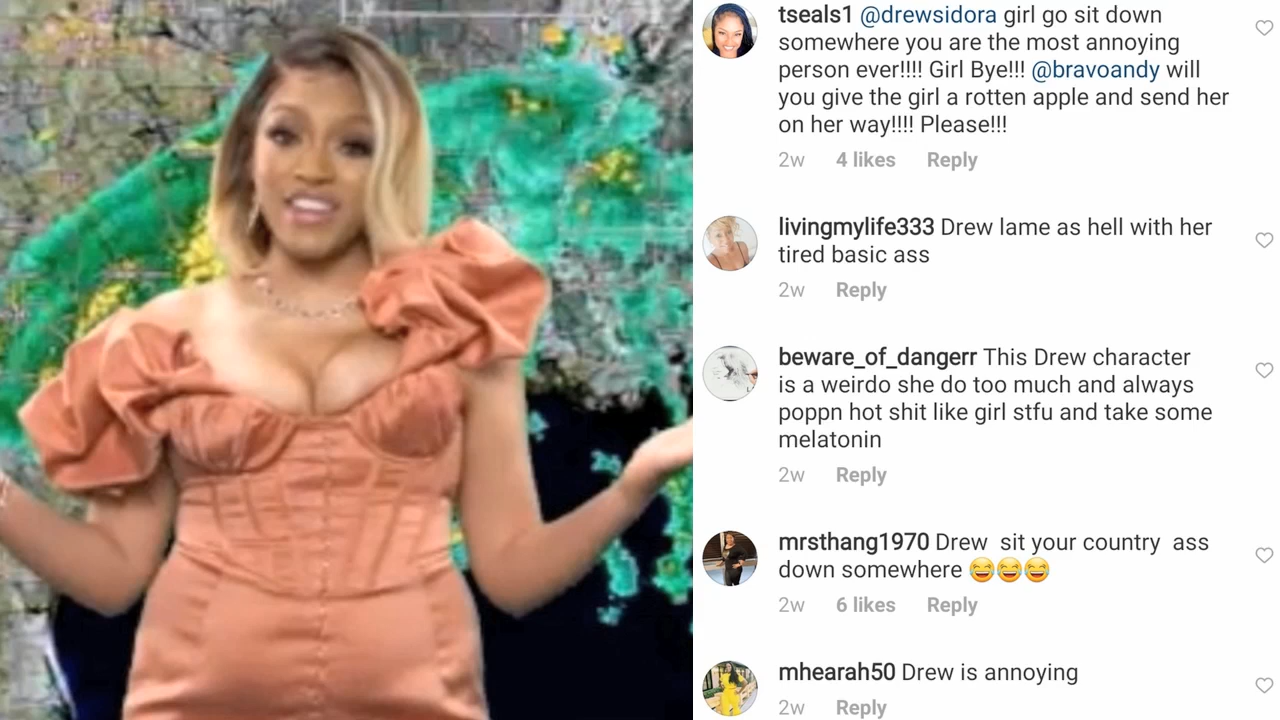 tseals1 @drewsidora girl go sit down
somewhere you are the most annoying
person ever!!!! Girl Bye!!! @bravoandy will
you give the girl a rotten apple and send her
on her way!!!! Please!!!
2w 4 likes Reply
livingmylife333 Drew lame as hell with her
tired basic ass
2w Reply
beware_of_dangerr This Drew character
is a weirdo she do too much and always
poppn hot shit like girl stfu and take some
melatonin
2w Reply
mrsthang1970 Drew  sit your country  ass
down somewhere 😂😂😂
2w 6 likes Reply
mhearah50 Drew is annoying
2w Reply